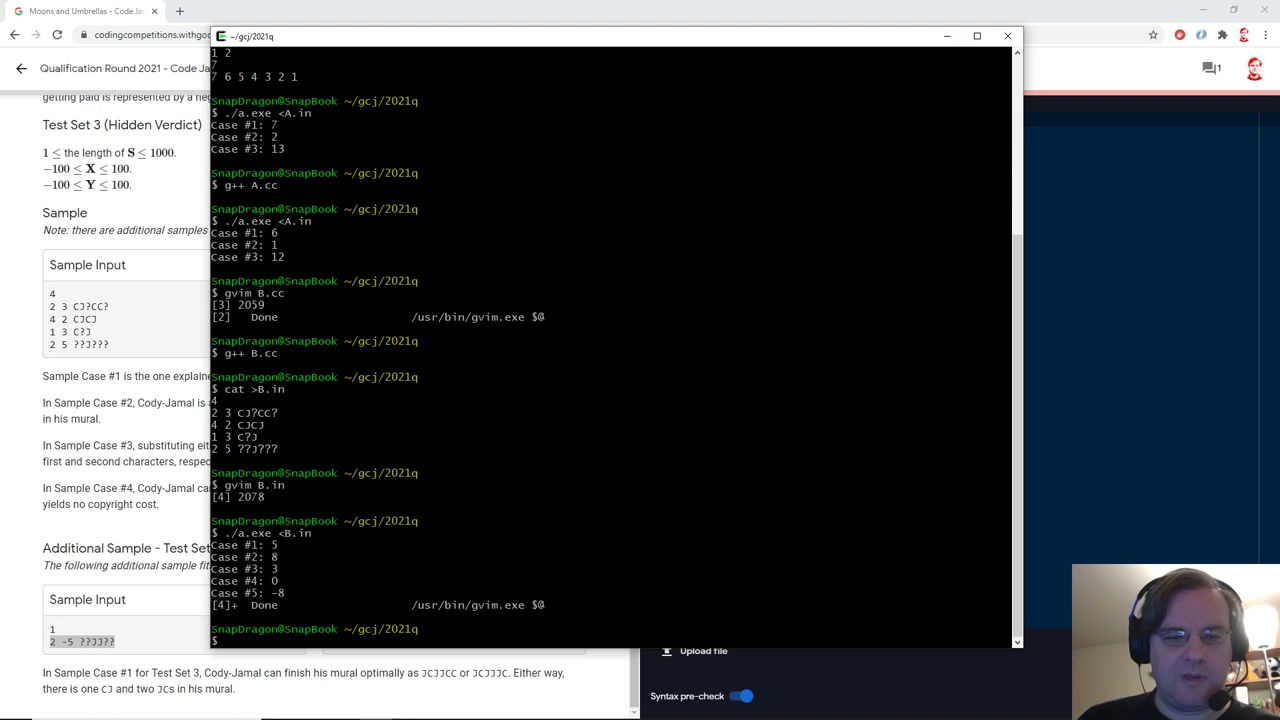 Moons and Umbrellas - Google C
codingcompetitions.withgoo
~/gcj/2021q
Qualification Round 2021 - Code Ja
1
getting paid is represented by a neg
Test Set 3 (Hidden Verdict)
1 ≤ the length of S ≤ 1000.
−100 ≤ X ≤ 100.
−100 ≤ Y ≤ 100.
Sample
Note: there are additional samples
Sample Input
4
2 3 CJ?CC?
4 2 CJCJ
1 3 C?J
2 5 ??J???
Sample Case #1 is the one explaine
In Sample Case #2, Cody-Jamal is
in his mural.
In Sample Case #3, substituting eit
first and second characters, respec
In Sample Case #4, Cody-Jamal can
yields no copyright cost.
Additional Sample - Test Set
The following additional sample fit
Sample Input
1
2 -5 ??JJ??
In Sample Case #1 for Test Set 3, Cody-Jamal can finish his mural optimally as JCJJCC or JCJJJC. Either way,
there is one CJ and two JCs in his mural.
1 2
7
7 6 5 4 3 2 1
SnapDragon@SnapBook ~/gcj/2021q
$ ./a.exe <A.in
Case #1: 7
Case #2: 2
Case #3: 13
SnapDragon@SnapBook ~/gcj/2021q
$ g++ A.cc
SnapDragon@SnapBook ~/gcj/2021q
$ ./a.exe <A.in
Case #1: 6
Case #2: 1
Case #3: 12
SnapDragon@SnapBook ~/gcj/2021q
$ gvim B.cc
[3] 2059
[2]   Done                    /usr/bin/gvim.exe $@
SnapDragon@SnapBook ~/gcj/2021q
$ g++ B.cc
SnapDragon@SnapBook ~/gcj/2021q
$ cat >B.in
4
2 3 CJ?CC?
4 2 CJCJ
1 3 C?J
2 5 ??J???
SnapDragon@SnapBook ~/gcj/2021q
$ gvim B.in
[4] 2078
SnapDragon@SnapBook ~/gcj/2021q
$ ./a.exe <B.in
Case #1: 5
Case #2: 8
Case #3: 3
Case #4: 0
Case #5: -8
[4]+  Done                    /usr/bin/gvim.exe $@
SnapDragon@SnapBook ~/gcj/2021q
$
Upload file
Syntax pre-check